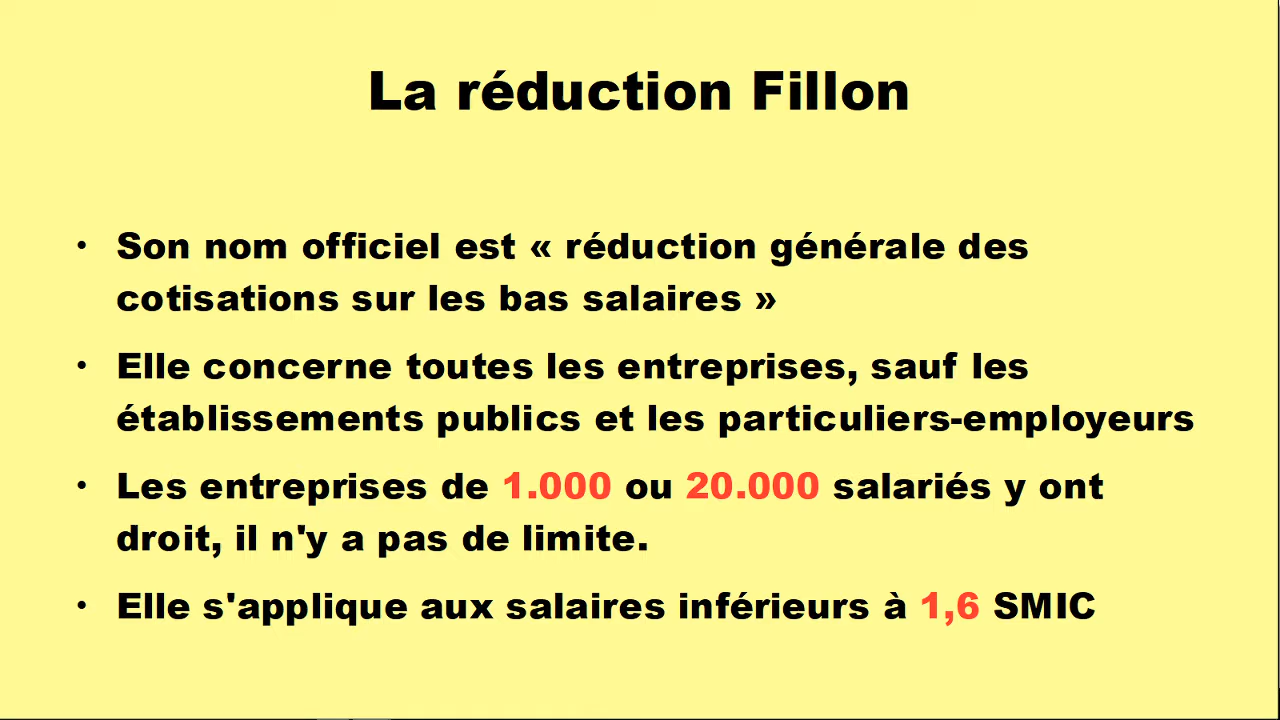 La réduction Fillon
• Son nom officiel est « réduction générale des
cotisations sur les bas salaires »
• Elle concerne toutes les entreprises, sauf les
établissements publics et les particuliers-employeurs
• Les entreprises de 1.000 ou 20.000 salariés y ont
droit, il n'y a pas de limite.
• Elle s'applique aux salaires inférieurs à 1,6 SMIC